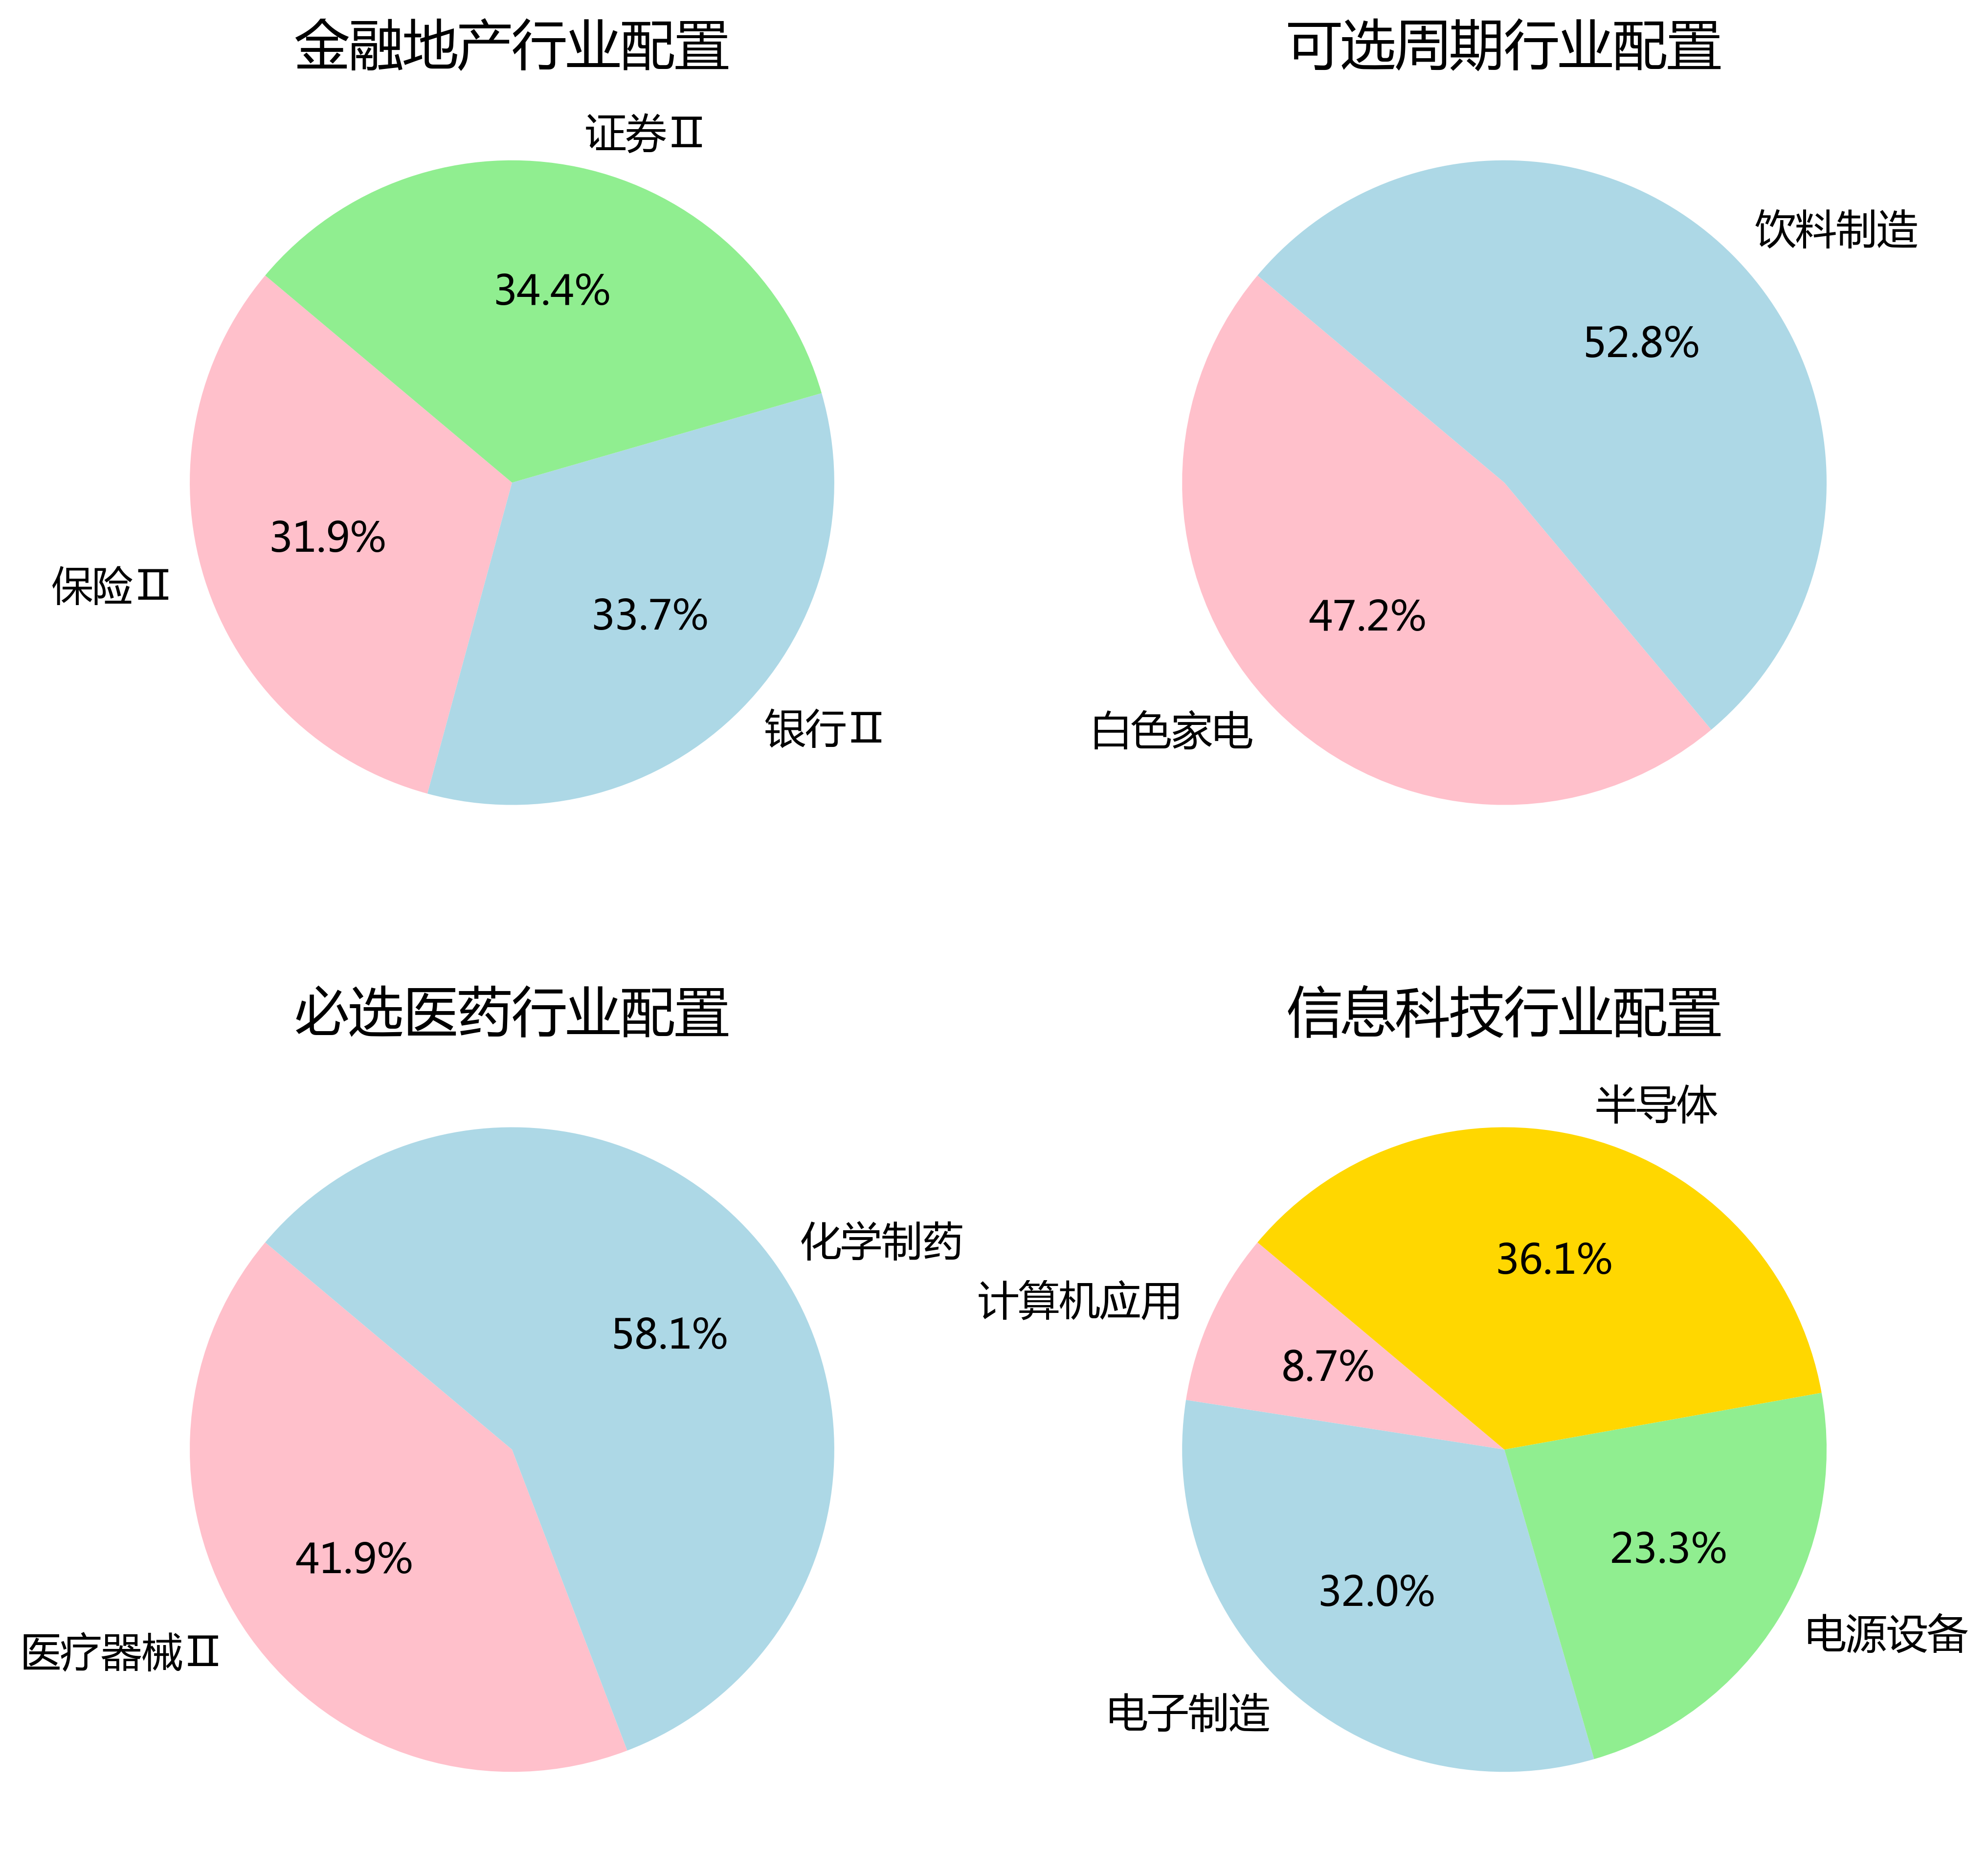 金融地产行业配置
证券Ⅱ
34.4%
31.9%
保险Ⅱ
33.7%
银行Ⅱ
可选周期行业配置
饮料制造
52.8%
47.2%
白色家电
必选医药行业配置
化学制药
58.1%
41.9%
医疗器械Ⅱ
信息科技行业配置
半导体
36.1%
计算机应用
8.7%
23.3%
32.0%
电源设备
电子制造